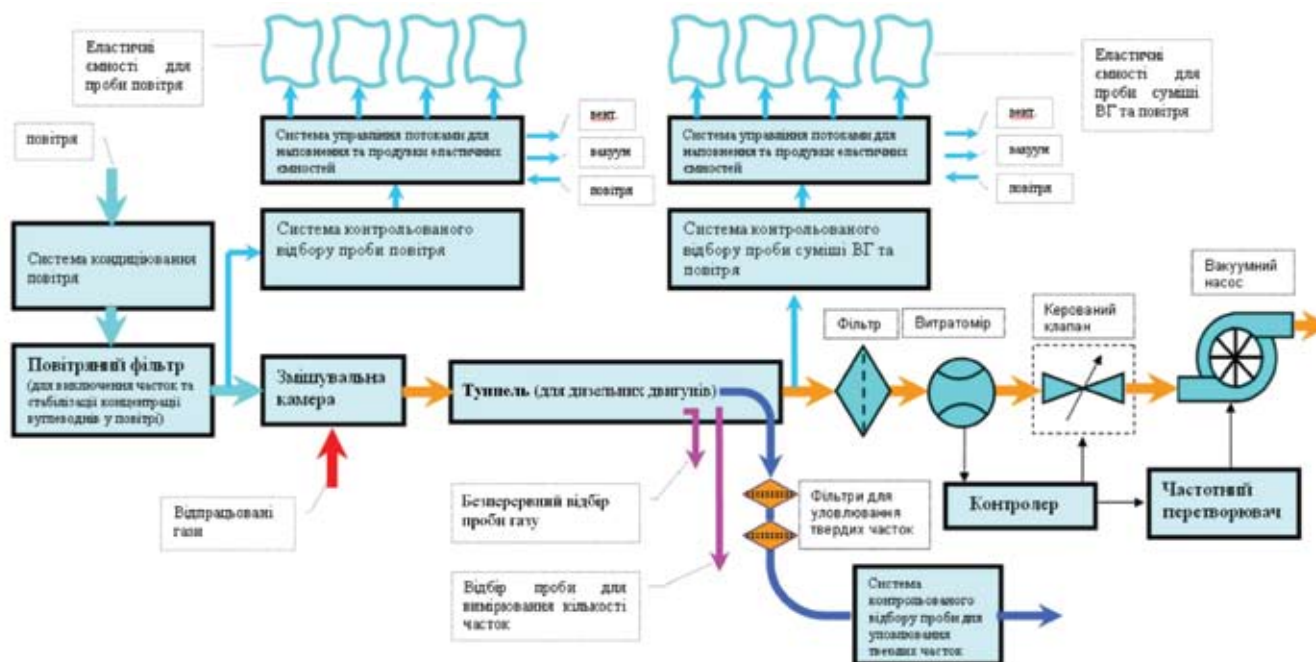 Еластичні
ємності для
проби повітря
повітря
Система управління потоками для
наповнення та продувки еластичних
ємностей
вент.
вакуум
повітря
Система контрольованого
відбору проби повітря
Система управління потоками для
наповнення та продувки еластичних
ємностей
Еластичні
ємності для
проби суміші
ВГ та повітря
вент.
вакуум
повітря
Система контрольованого
відбору проби суміші ВГ та
повітря
Система кондиціювання
повітря
Повітряний фільтр
(для виключення часток та
стабілізації концентрації
вуглеводнів у повітрі)
Змішувальна
камера
Туннель (для дизельних двигунів)
Фільтр
Витратомір
Керований
клапан
Вакуумний
насос
Відпрацьовані
гази
Безперервний відбір
проби газу
Відбір проби для
вимірювання кількості
часток
Фільтри для
уловлювання
твердих часток
Контролер
Частотний
перетворювач
Система
контрольованого
відбору проби для
уловлювання
твердих часток